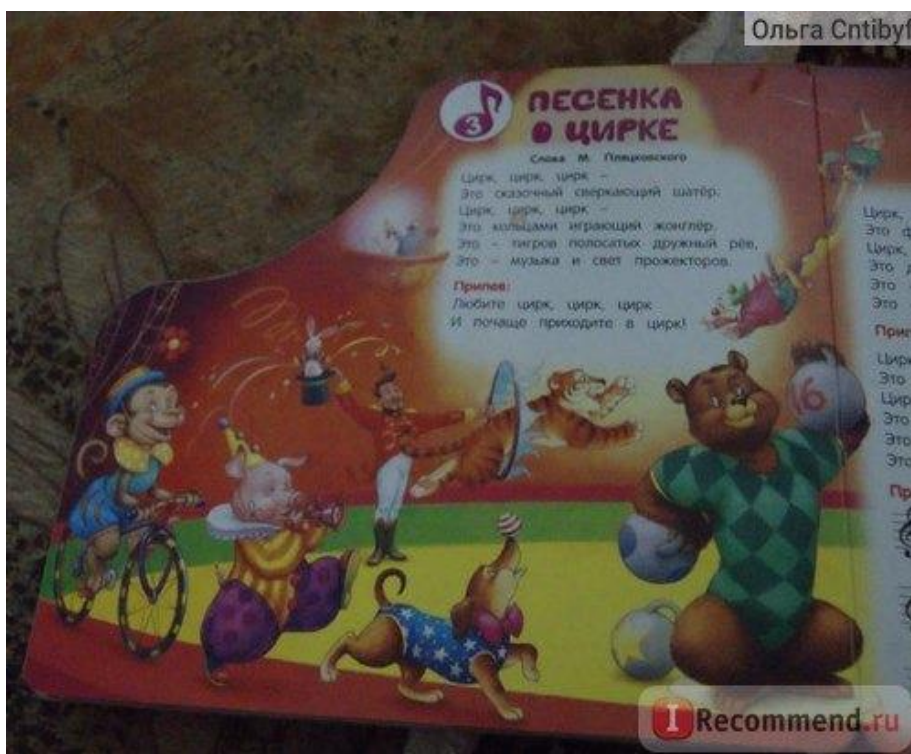 Ольга Cntibyf
3
ПЕСЕНКА
О ЦИРКЕ
Слова М. Пляцковского
Цирк, цирк, цирк –
Это сказочный сверкающий шатёр.
Цирк, цирк, цирк –
Это кольцами играющий жонглёр.
Это – тигров полосатых дружный рёв,
Это – музыка и свет прожекторов.
Припев:
Любите цирк, цирк, цирк
И почаще приходите в цирк!
16
Цирк,
Это
Цирк,
Это
Это
Это
Это
Это
Это
Это
I Recommend.ru